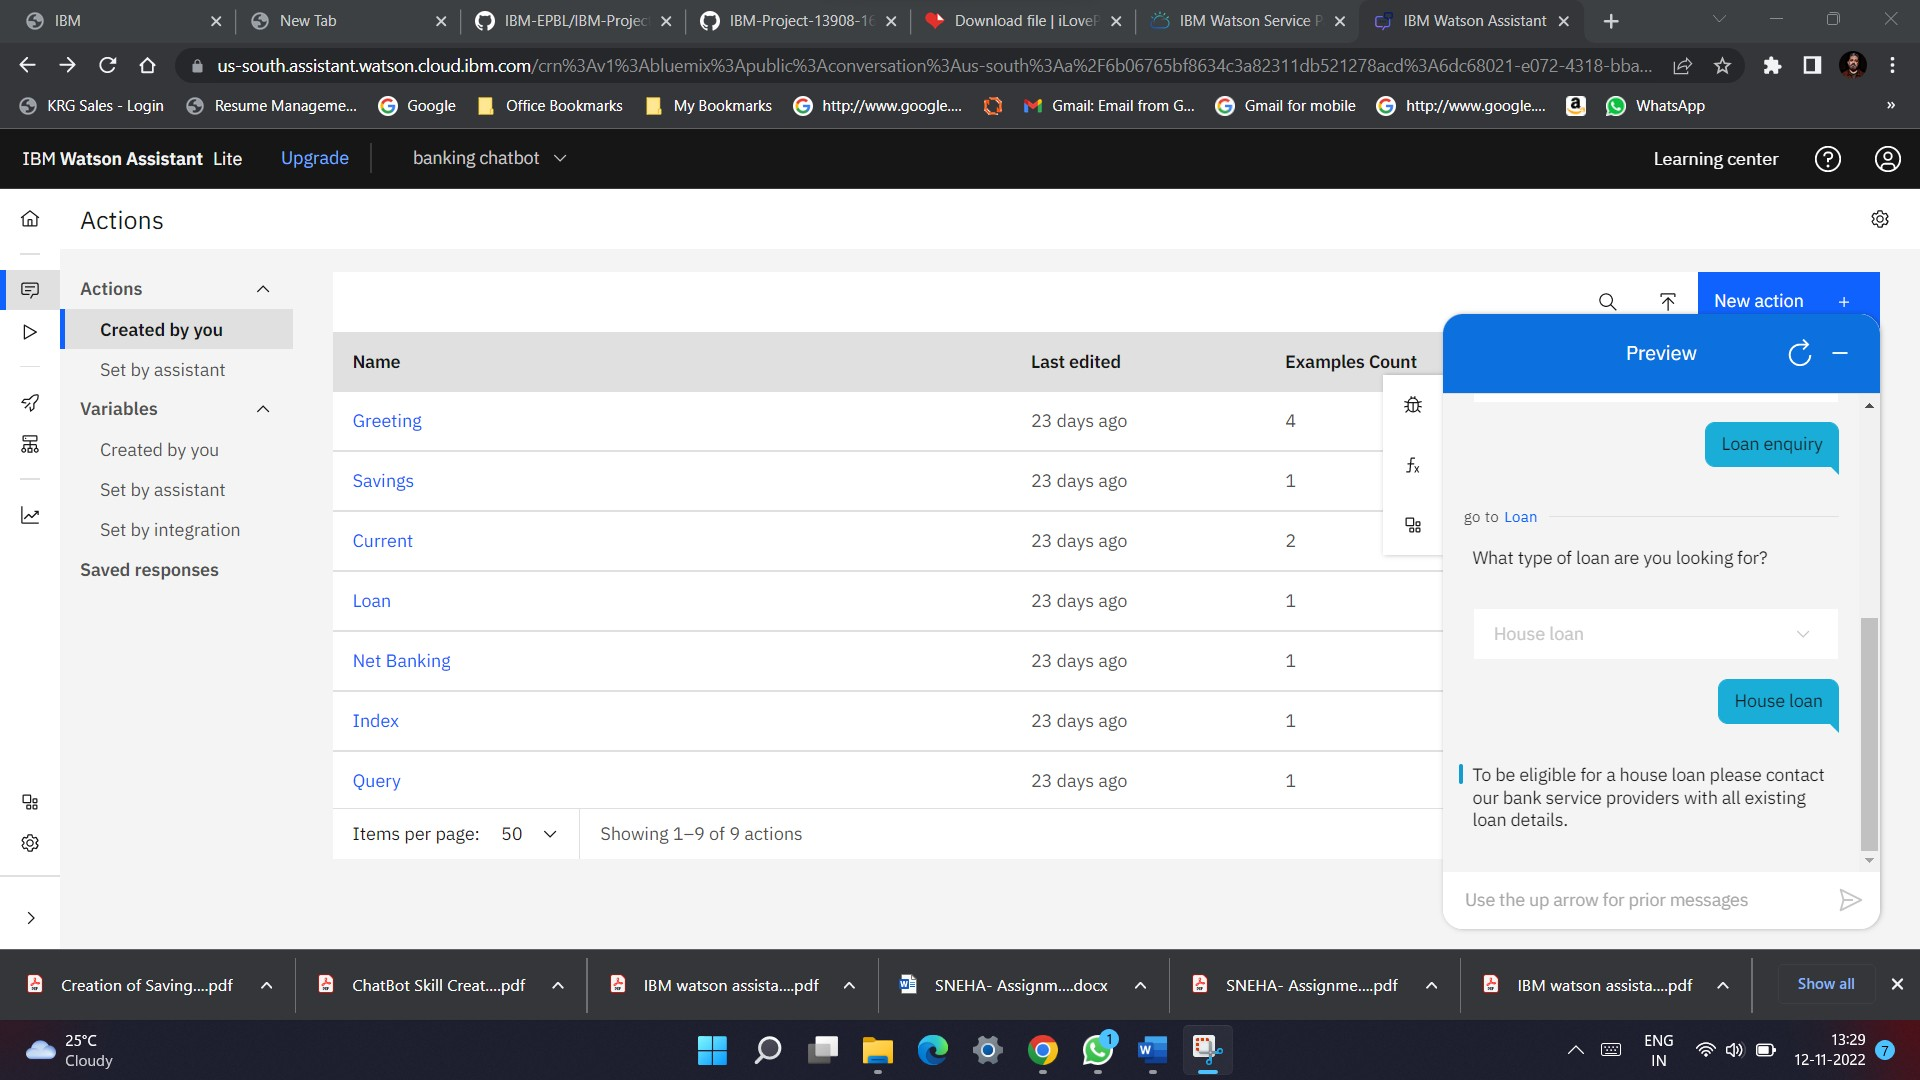 IBM
New Tab
IBM-EPBL/IBM-Projec
IBM-Project-13908-16
Download file | iLoveP
IBM Watson Service P
IBM Watson Assistant
us-south.assistant.watson.cloud.ibm.com/crn%3Av1%3Abluemix%3Apublic%3Aconversation%3Aus-south%3Aa%2F6b06765bf8634c3a82311db521278acd%3A6dc68021-e072-4318-bba...
KRG Sales - Login
Resume Manageme...
Google
Office Bookmarks
My Bookmarks
http://www.google....
Gmail: Email from G...
Gmail for mobile
http://www.google....
WhatsApp
»
IBM Watson Assistant Lite
Upgrade
banking chatbot
Learning center
Actions
Actions
Created by you
Set by assistant
Variables
Created by you
Set by assistant
Set by integration
Saved responses
New action +
Name Last edited Examples Count
Greeting 23 days ago 4
Savings 23 days ago 1
Current 23 days ago 2
Loan 23 days ago 1
Net Banking 23 days ago 1
Index 23 days ago 1
Query 23 days ago 1
Items per page: 50
Showing 1–9 of 9 actions
Preview
Loan enquiry
go to Loan
What type of loan are you looking for?
House loan
House loan
To be eligible for a house loan please contact
our bank service providers with all existing
loan details.
Use the up arrow for prior messages
Creation of Saving....pdf
ChatBot Skill Creat....pdf
IBM watson assista....pdf
SNEHA- Assignm....docx
SNEHA- Assignme....pdf
IBM watson assista....pdf
Show all
25°C
Cloudy
1
ENG
IN
13:29
12-11-2022
7